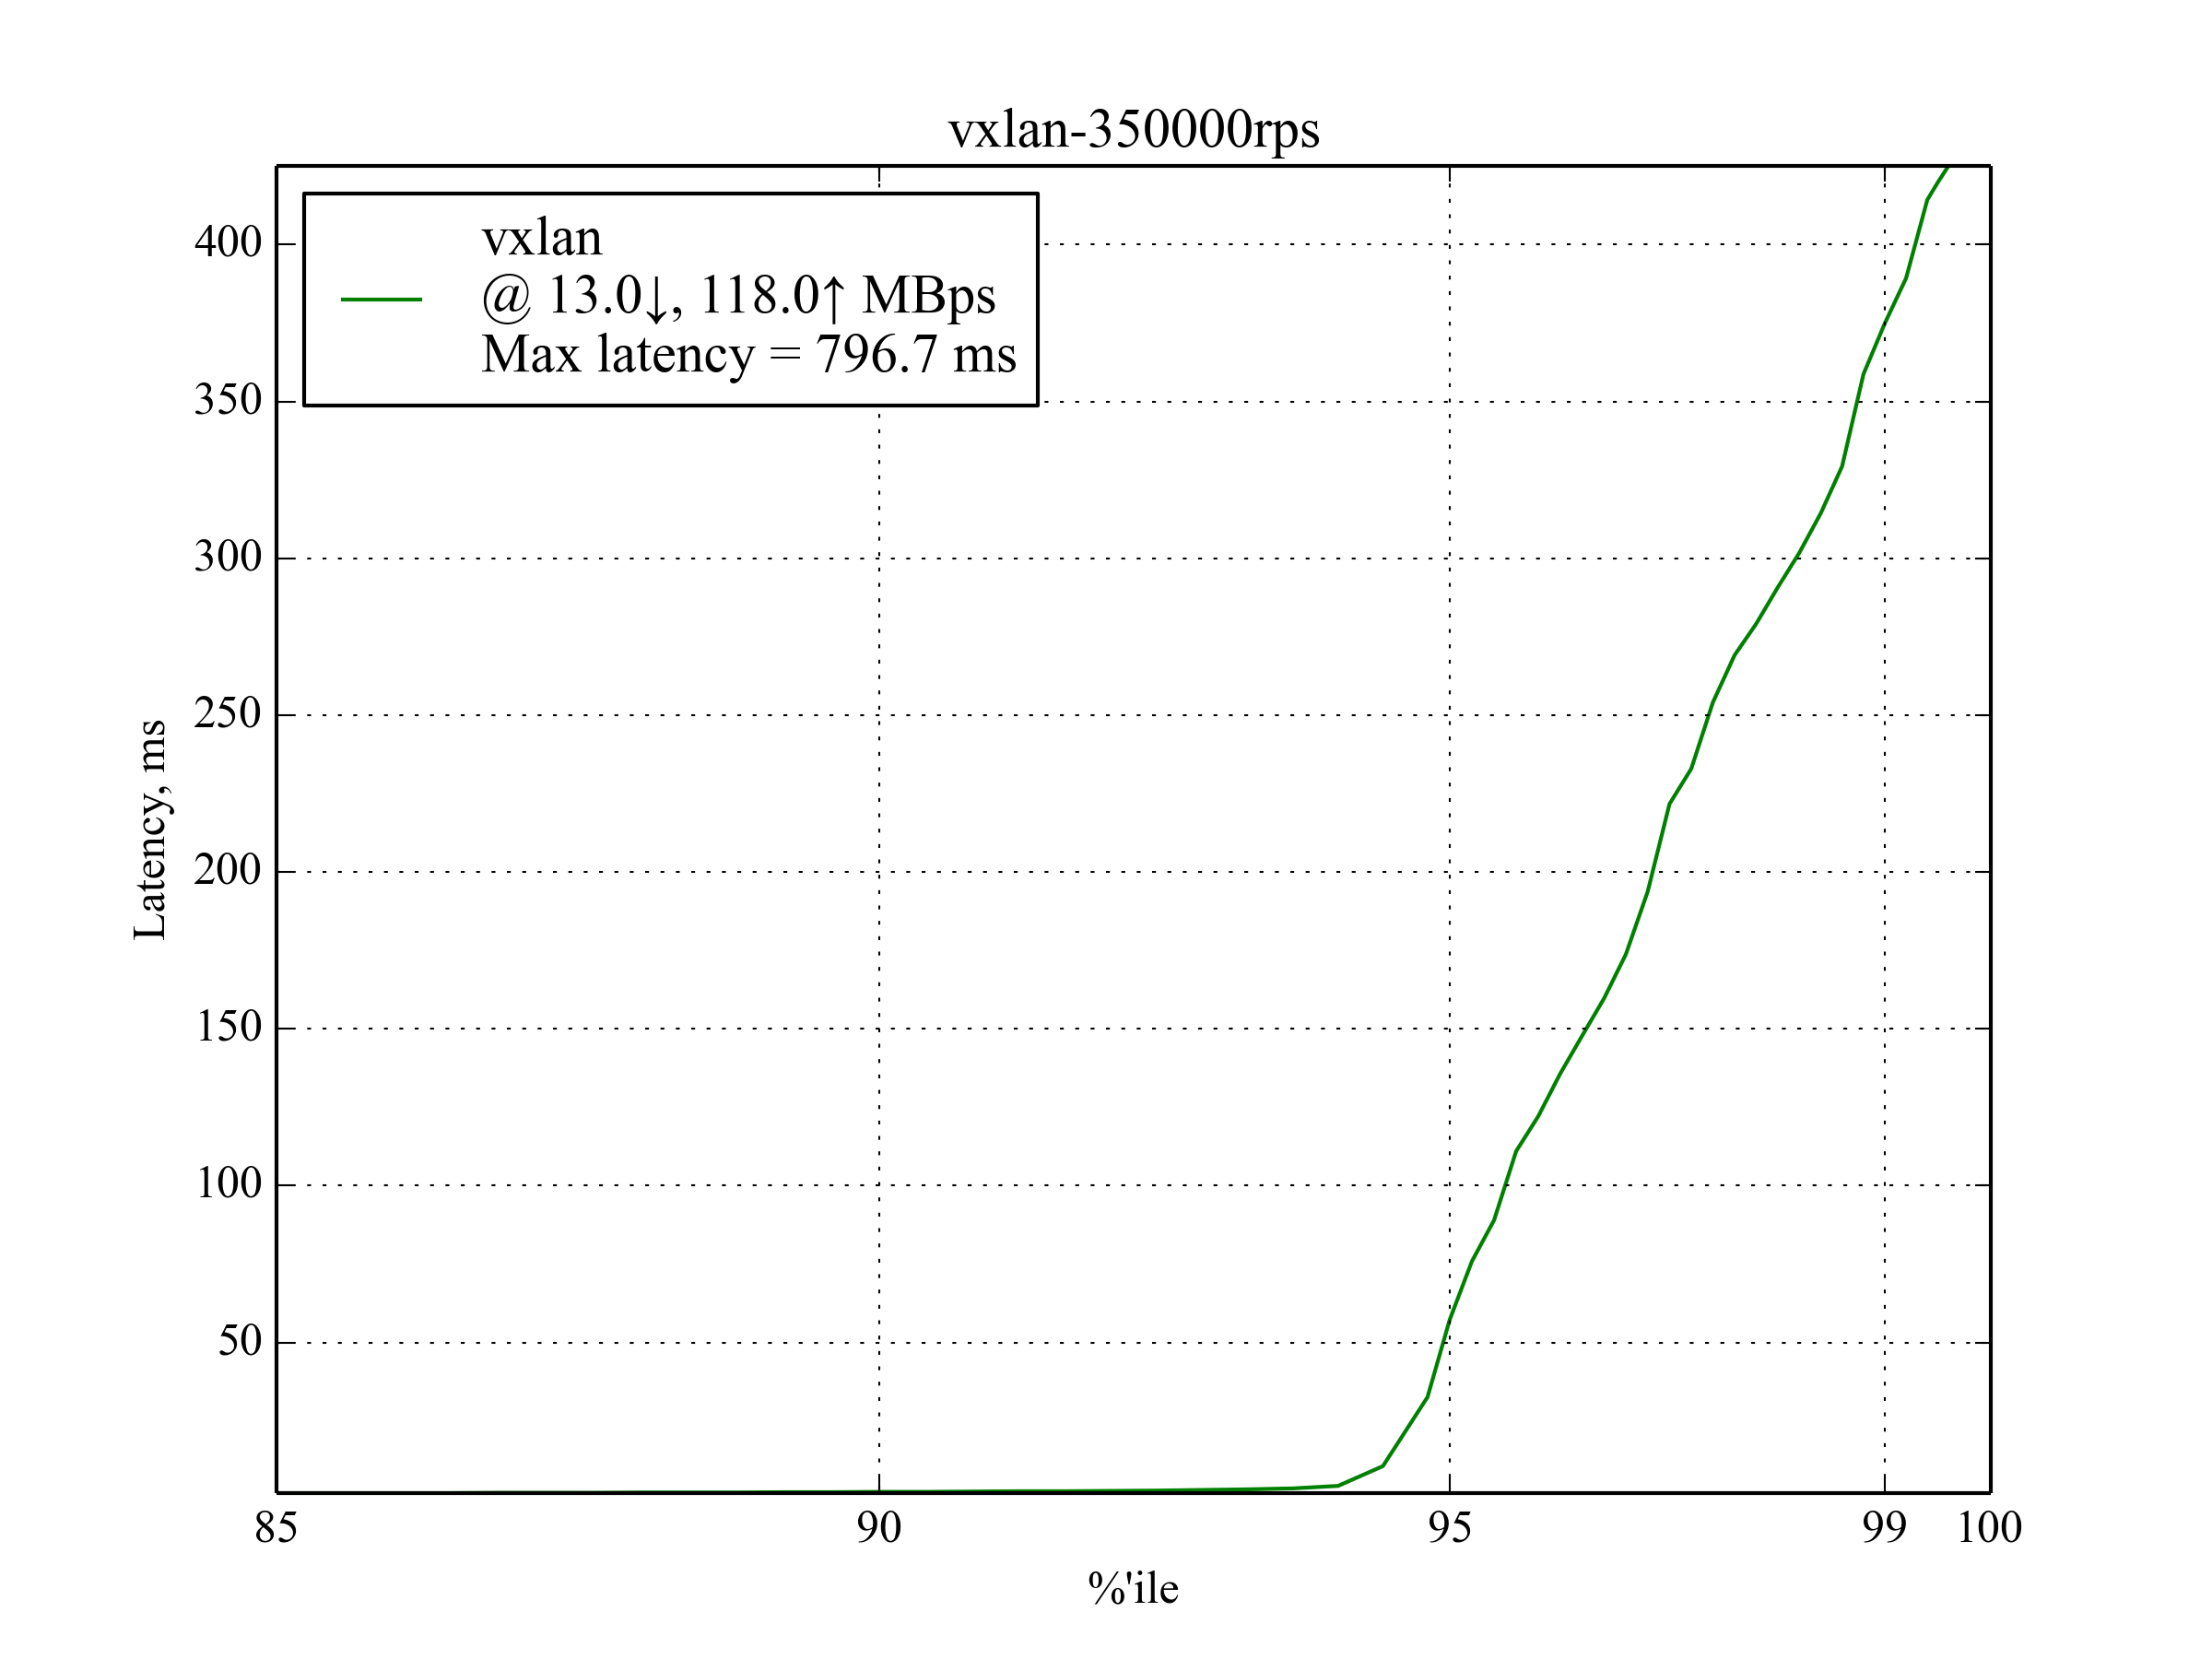 vxlan-350000rps
vxlan
@ 13.0↓, 118.0↑ MBps
Max latency = 796.7 ms
400
350
300
250
200
150
100
50
Latency, ms
85 90 95 99 100
%'ile